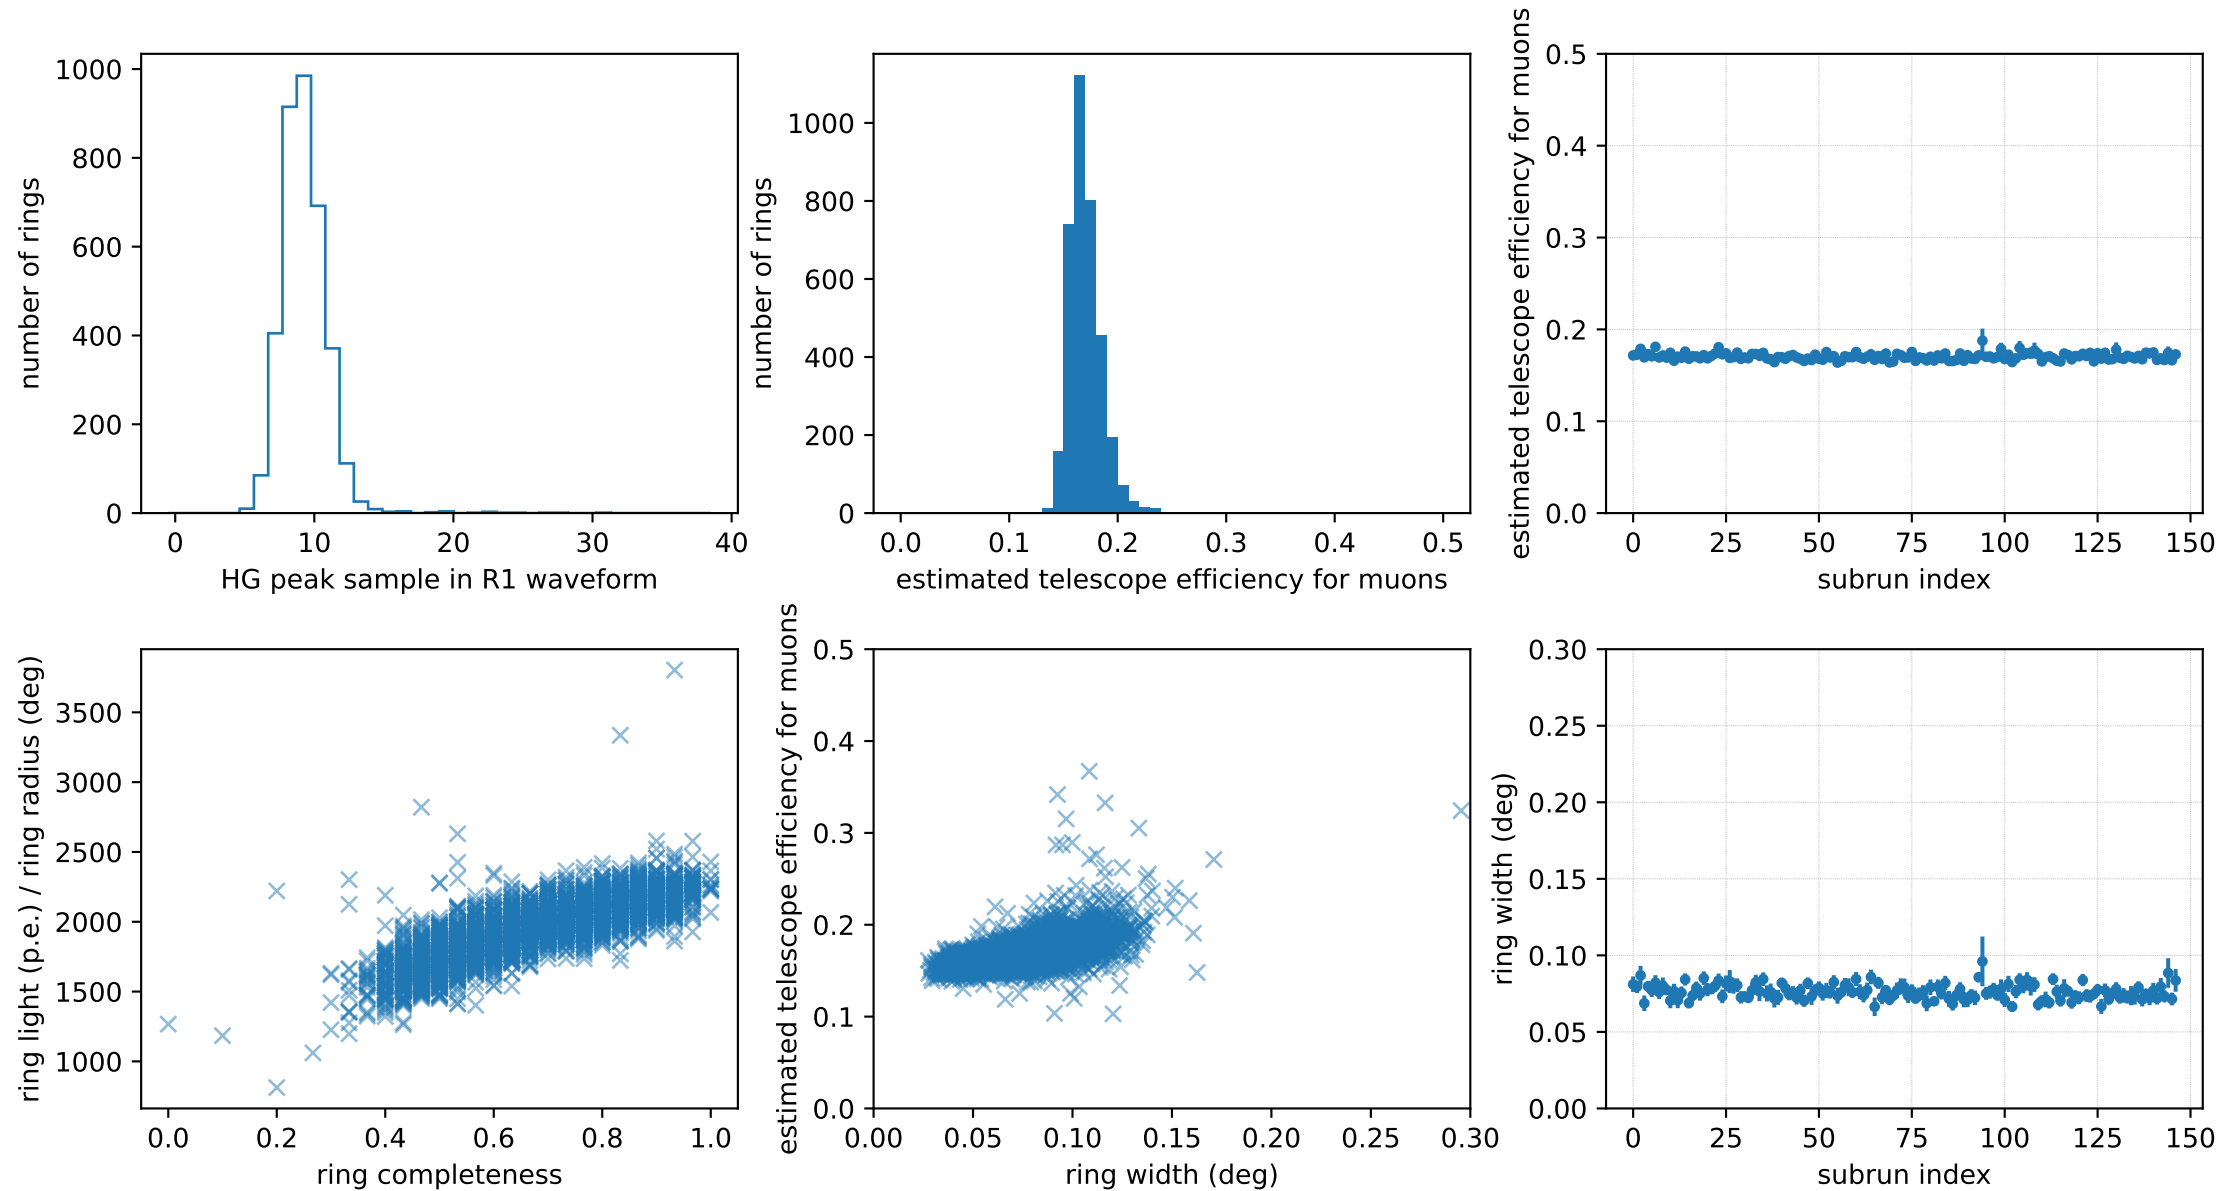 number of rings
1000
800
600
400
200
0
0 10 20 30 40
HG peak sample in R1 waveform
number of rings
1000
800
600
400
200
0
0.0 0.1 0.2 0.3 0.4 0.5
estimated telescope efficiency for muons
estimated telescope efficiency for muons
0.5
0.4
0.3
0.2
0.1
0.0
0 25 50 75 100 125 150
subrun index
ring light (p.e.) / ring radius (deg)
3500
3000
2500
2000
1500
1000
0.0 0.2 0.4 0.6 0.8 1.0
ring completeness
estimated telescope efficiency for muons
0.5
0.4
0.3
0.2
0.1
0.0
0.00 0.05 0.10 0.15 0.20 0.25 0.30
ring width (deg)
ring width (deg)
0.30
0.25
0.20
0.15
0.10
0.05
0.00
0 25 50 75 100 125 150
subrun index